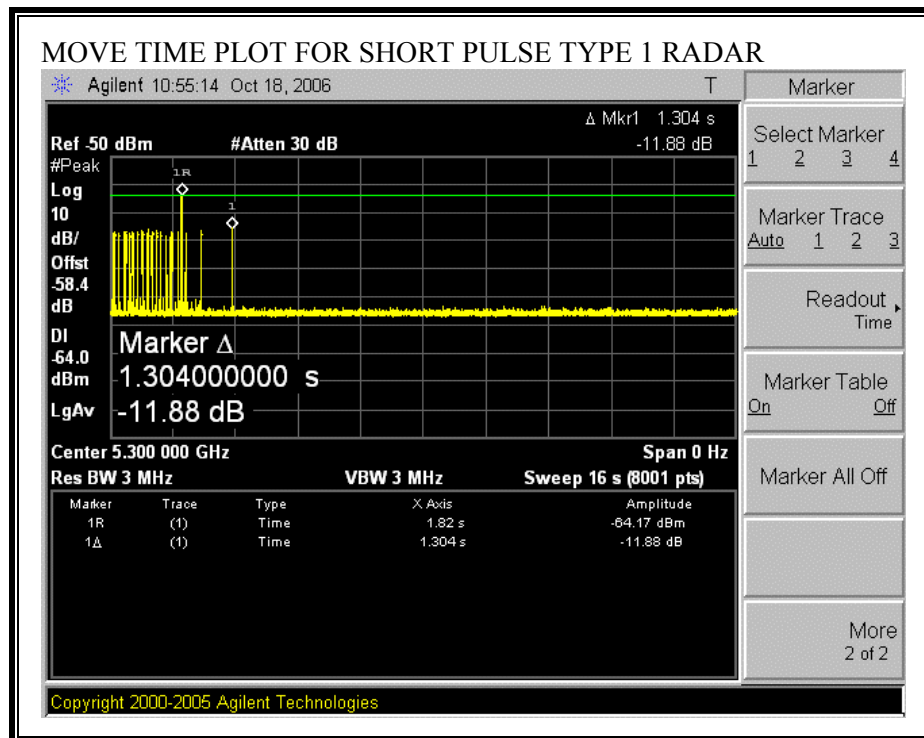 MOVE TIME PLOT FOR SHORT PULSE TYPE 1 RADAR
Agilent 10:55:14 Oct 18, 2006 T
Δ Mkr1 1.304 s
Ref -50 dBm #Atten 30 dB -11.88 dB
#Peak
Log
10
dB/
Offst
-58.4
dB
DI
-64.0
dBm
LgAv
1R
1
Marker Δ
1.304000000 s
-11.88 dB
Center 5.300 000 GHz Span 0 Hz
Res BW 3 MHz VBW 3 MHz Sweep 16 s (8001 pts)
Marker Trace Type X Axis Amplitude
1R (1) Time 1.82 s -64.17 dBm
1Δ (1) Time 1.304 s -11.88 dB
Copyright 2000-2005 Agilent Technologies
Marker
Select Marker
1 2 3 4
Marker Trace
Auto 1 2 3
Readout
Time
Marker Table
On Off
Marker All Off
More
2 of 2